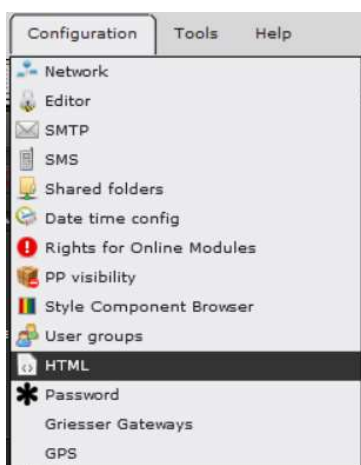 Configuration Tools Help
Network
Editor
SMTP
SMS
Shared folders
Date time config
Rights for Online Modules
PP visibility
Style Component Browser
User groups
HTML
Password
Griesser Gateways
GPS